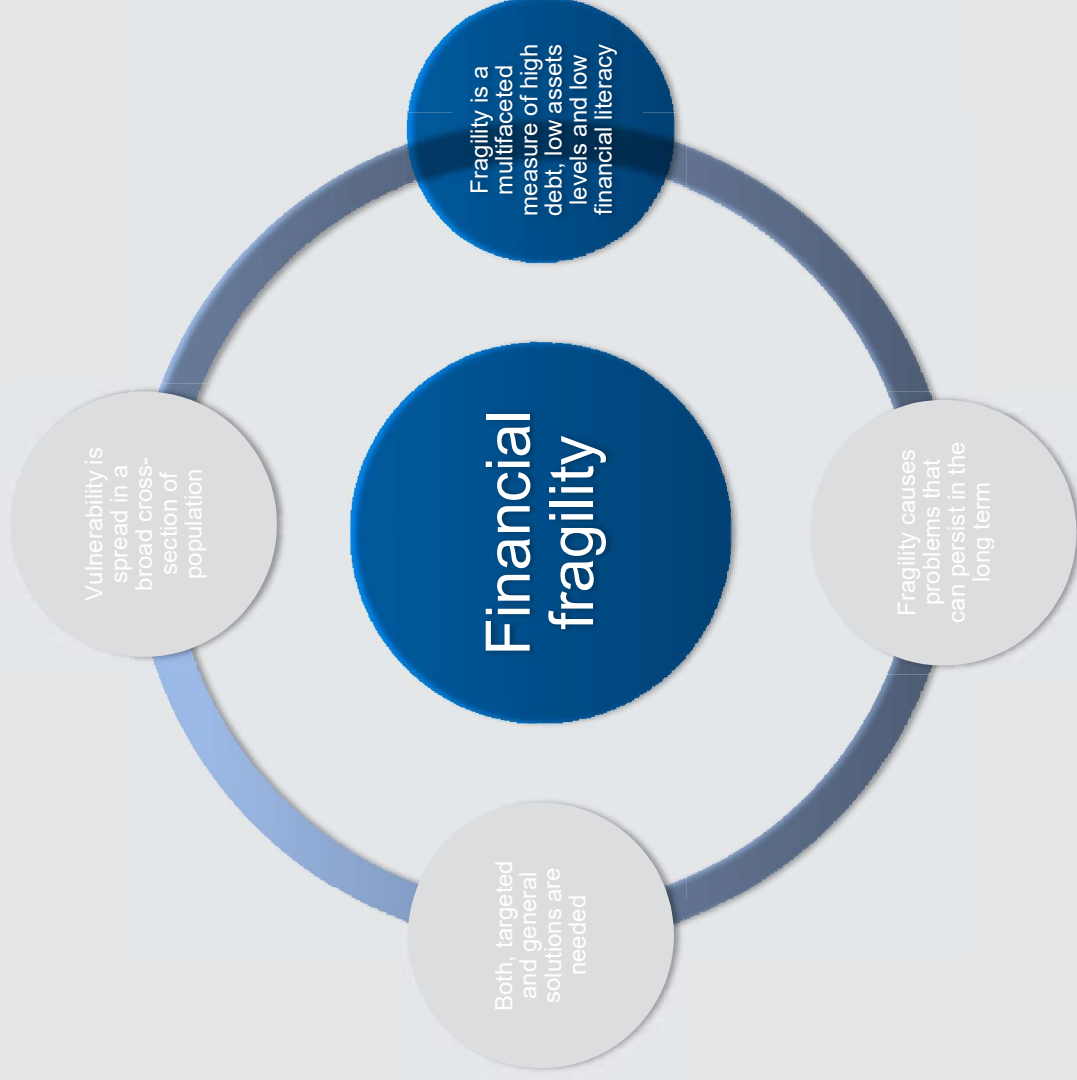 Financial
fragility
Vulnerability is
spread in a
broad cross-
section of
population
Fragility is a
multifaceted
measure of high
debt, low assets
levels and low
financial literacy
Fragility causes
problems that
can persist in the
long term
Both, targeted
and general
solutions are
needed